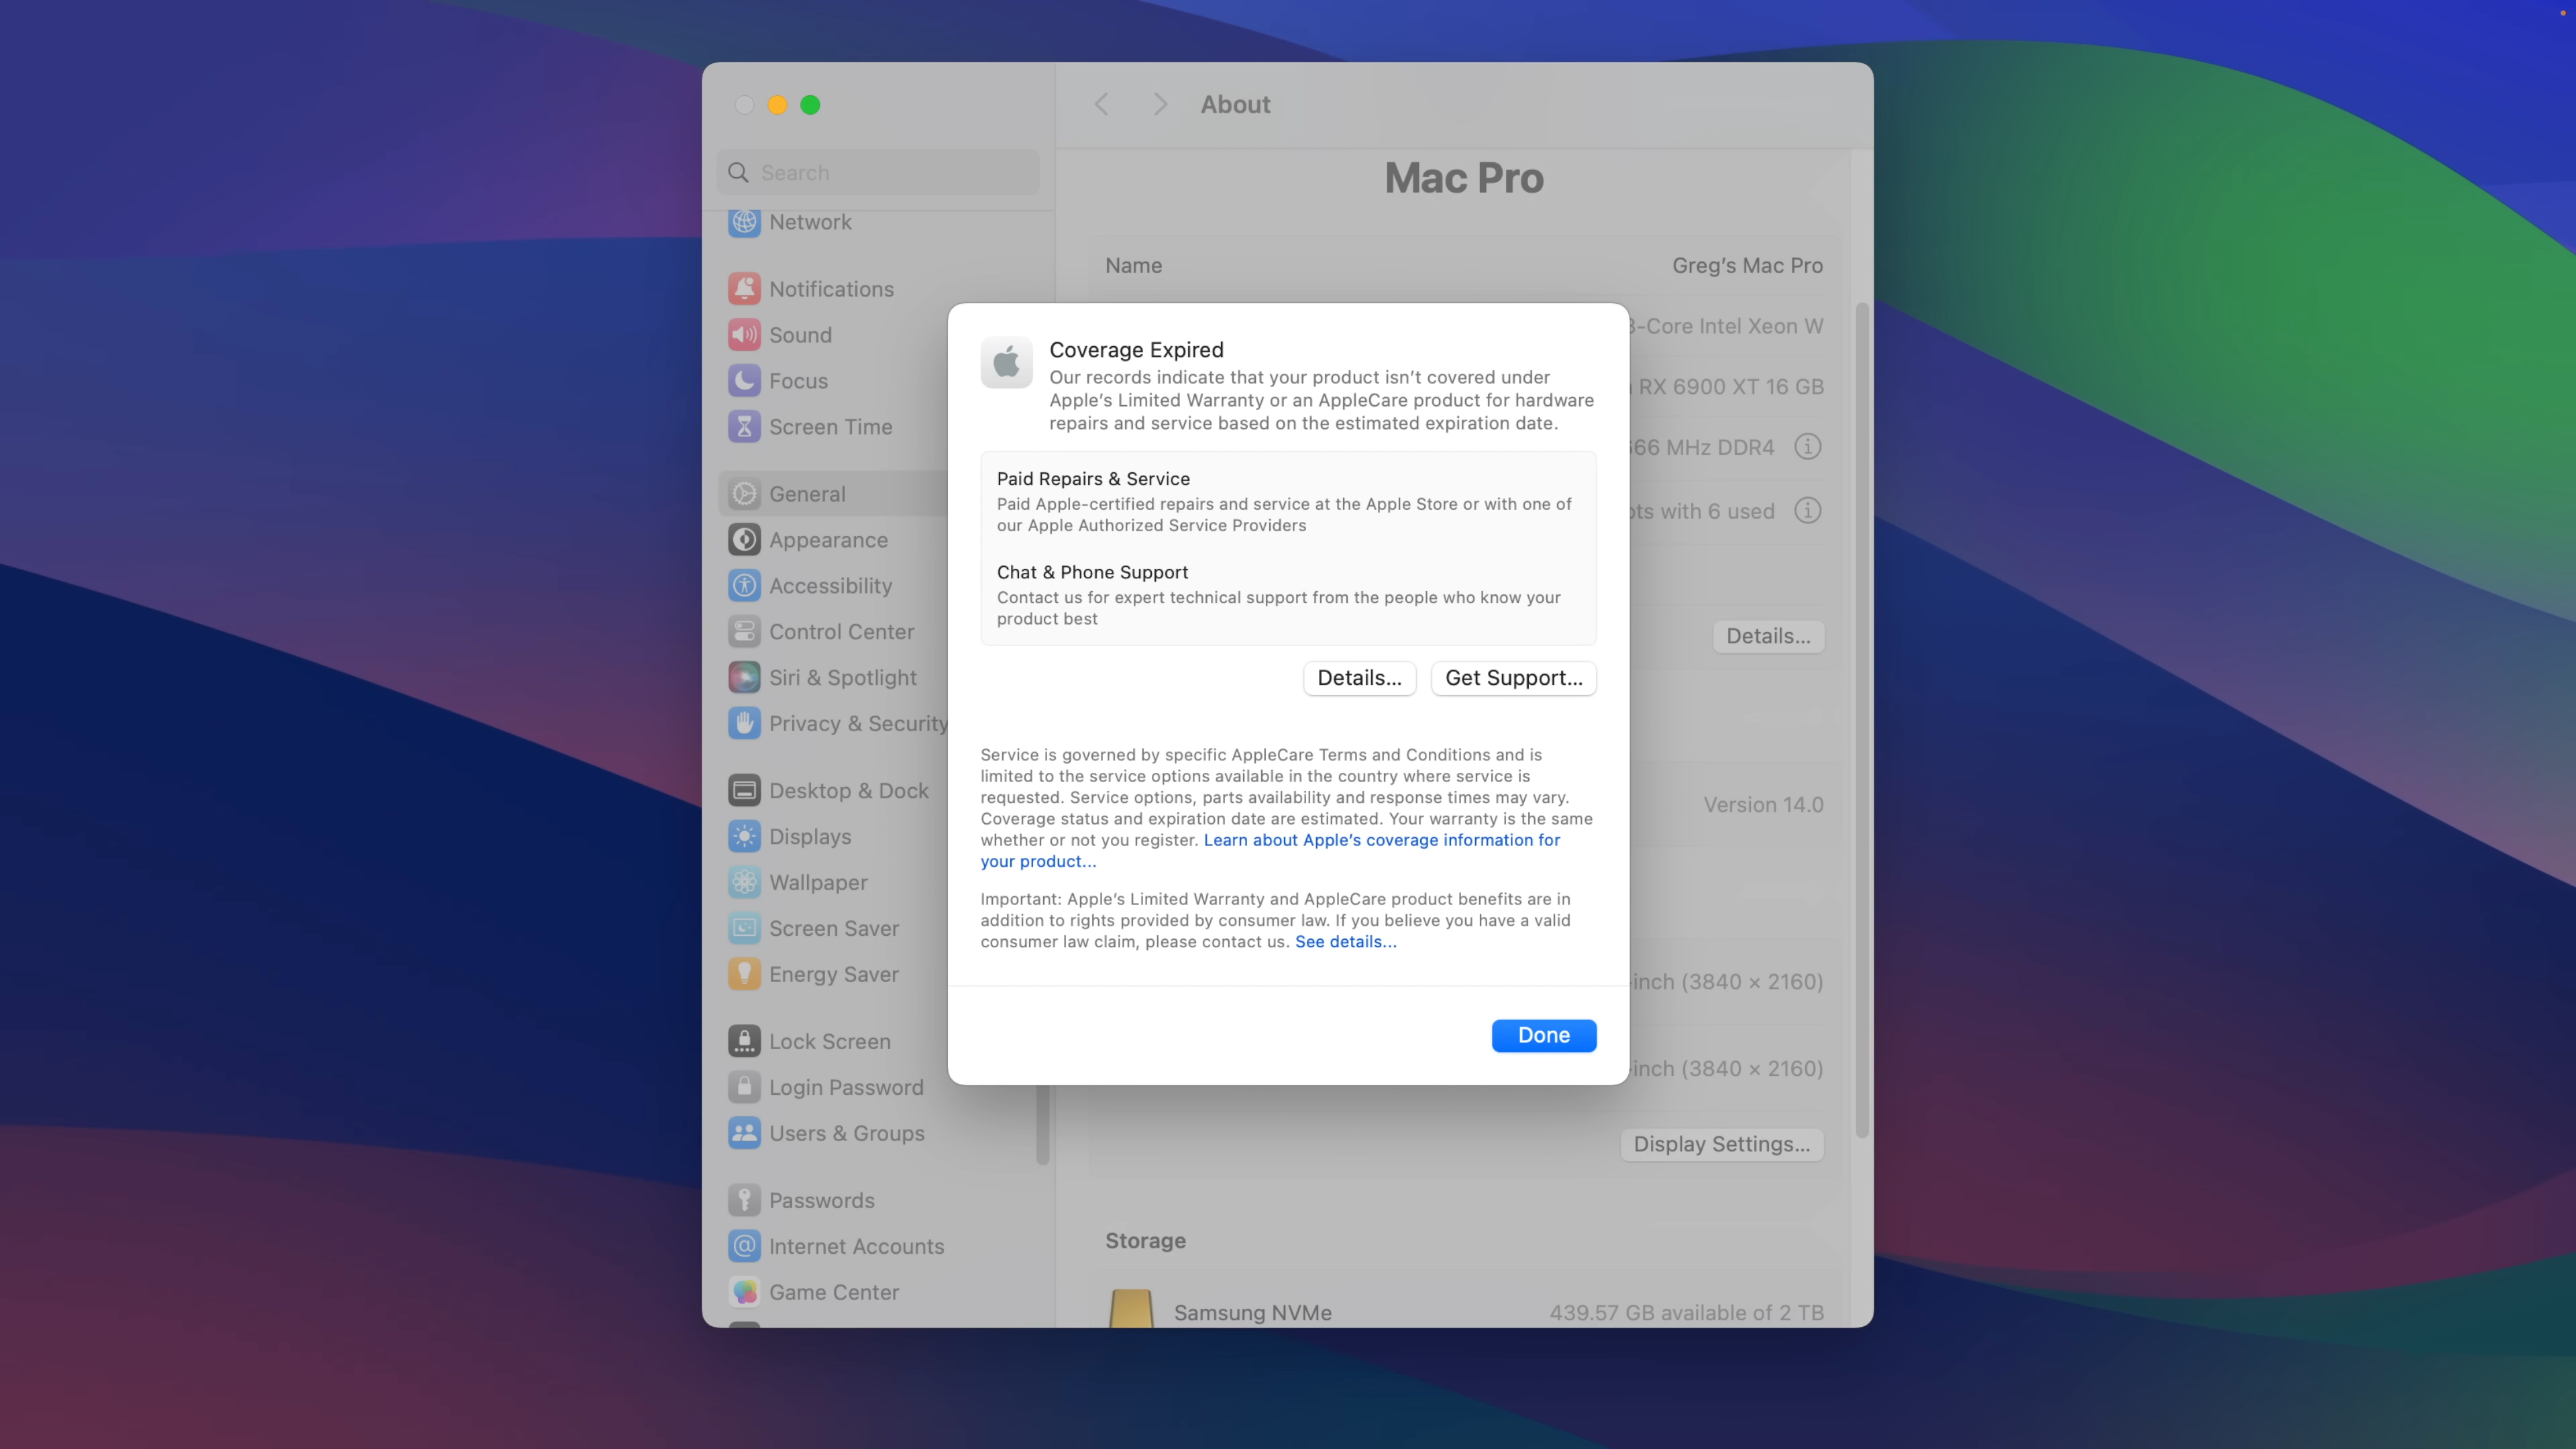 About
Search
Mac Pro
Network
Name
Greg’s Mac Pro
Notifications
Sound
Focus
Screen Time
General
Appearance
Accessibility
Control Center
Siri & Spotlight
Privacy & Security
Desktop & Dock
Displays
Wallpaper
Screen Saver
Energy Saver
Lock Screen
Login Password
Users & Groups
Passwords
Internet Accounts
Game Center
-Core Intel Xeon W
RX 6900 XT 16 GB
MHz DDR4
with 6 used
Details...
Version 14.0
-inch (3840 × 2160)
-inch (3840 × 2160)
Display Settings...
Storage
Samsung NVMe
439.57 GB available of 2 TB
Coverage Expired
Our records indicate that your product isn’t covered under
Apple’s Limited Warranty or an AppleCare product for hardware
repairs and service based on the estimated expiration date.
Paid Repairs & Service
Paid Apple-certified repairs and service at the Apple Store or with one of
our Apple Authorized Service Providers
Chat & Phone Support
Contact us for expert technical support from the people who know your
product best
Details...
Get Support...
Service is governed by specific AppleCare Terms and Conditions and is
limited to the service options available in the country where service is
requested. Service options, parts availability and response times may vary.
Coverage status and expiration date are estimated. Your warranty is the same
whether or not you register. Learn about Apple’s coverage information for
your product...
Important: Apple’s Limited Warranty and AppleCare product benefits are in
addition to rights provided by consumer law. If you believe you have a valid
consumer law claim, please contact us. See details...
Done